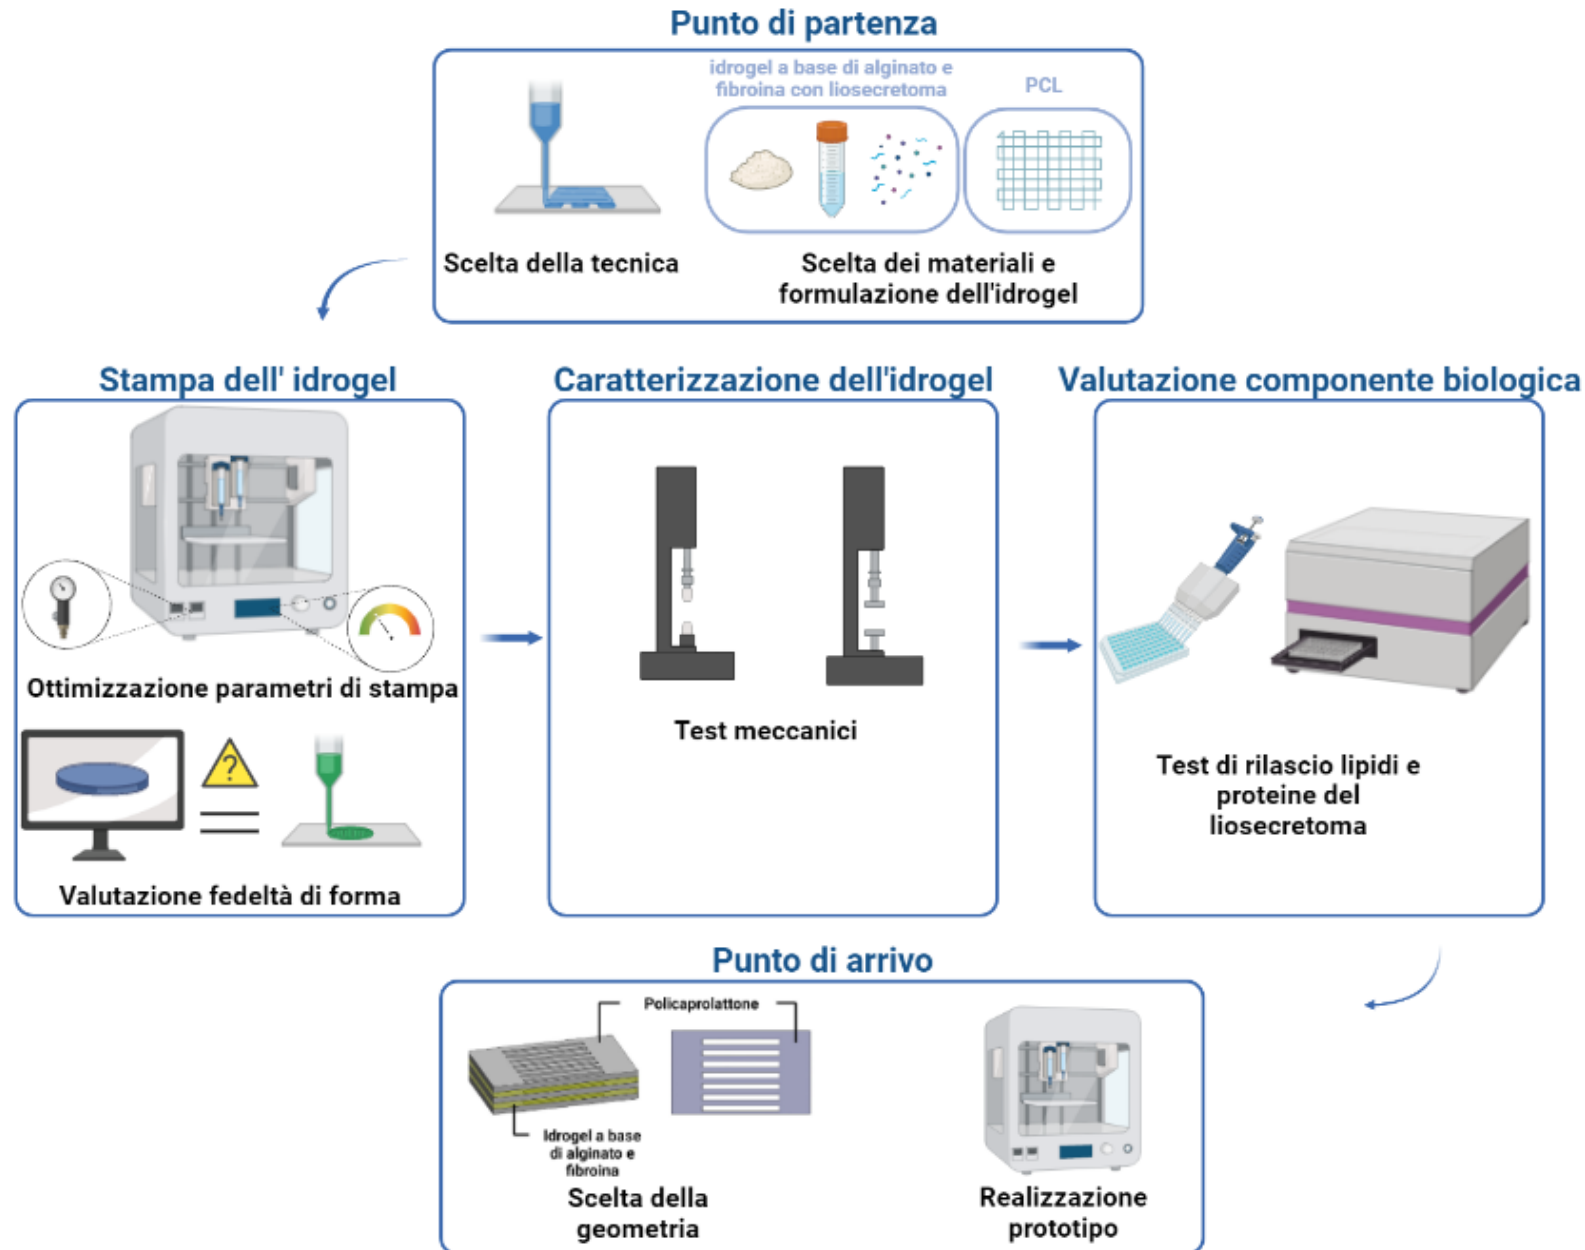 Punto di partenza
idrogel a base di alginato e
fibroina con liosecretoma
PCL
Scelta della tecnica
Scelta dei materiali e
formulazione dell'idrogel
Stampa dell' idrogel
Ottimizzazione parametri di stampa
?
Valutazione fedeltà di forma
Caratterizzazione dell'idrogel
Test meccanici
Valutazione componente biologica
Test di rilascio lipidi e
proteine del
liosecretoma
Punto di arrivo
Policaprolattone
Idrogel a base
di alginato e
fibroina
Scelta della
geometria
Realizzazione
prototipo